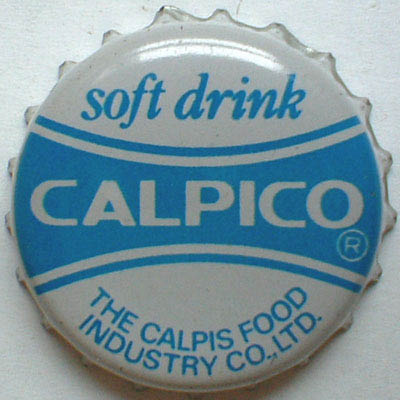 soft drink
CALPICO
®
THE CALPIS FOOD
INDUSTRY CO.,LTD.